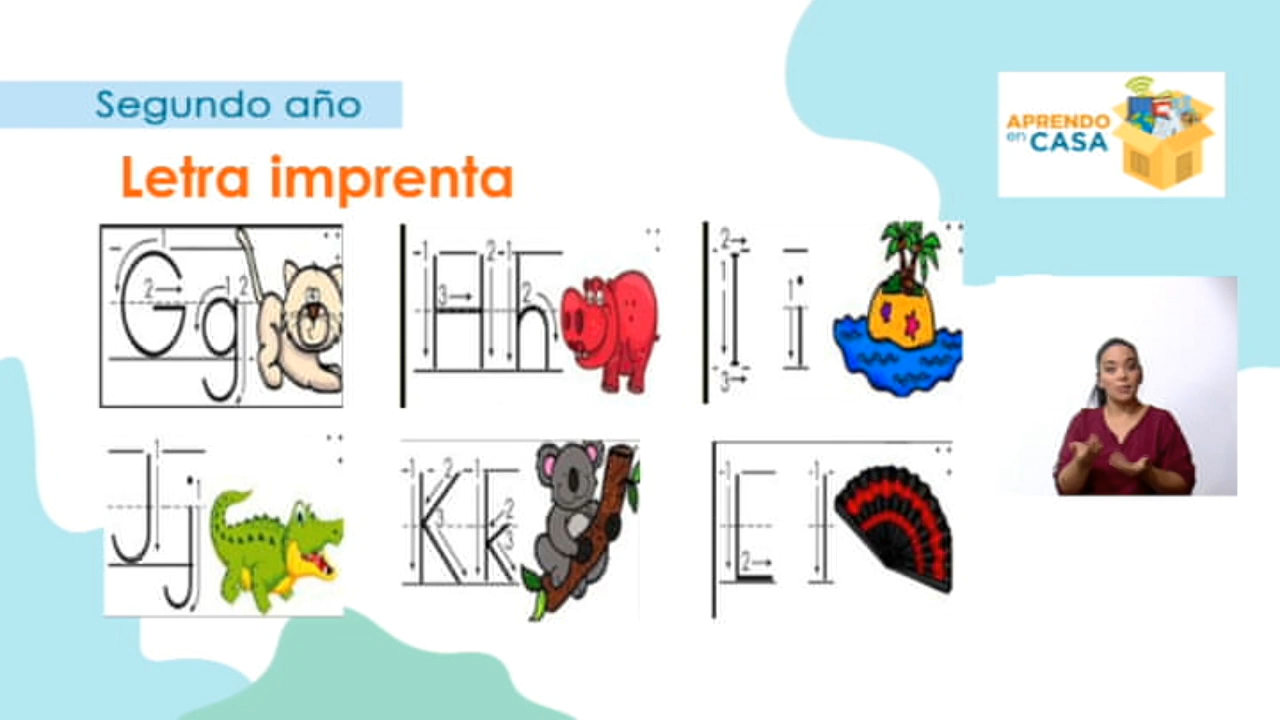 Segundo año
Letra imprenta
APRENDO
en CASA
Gg
Hh
Ii
Jj
Kk
Ll